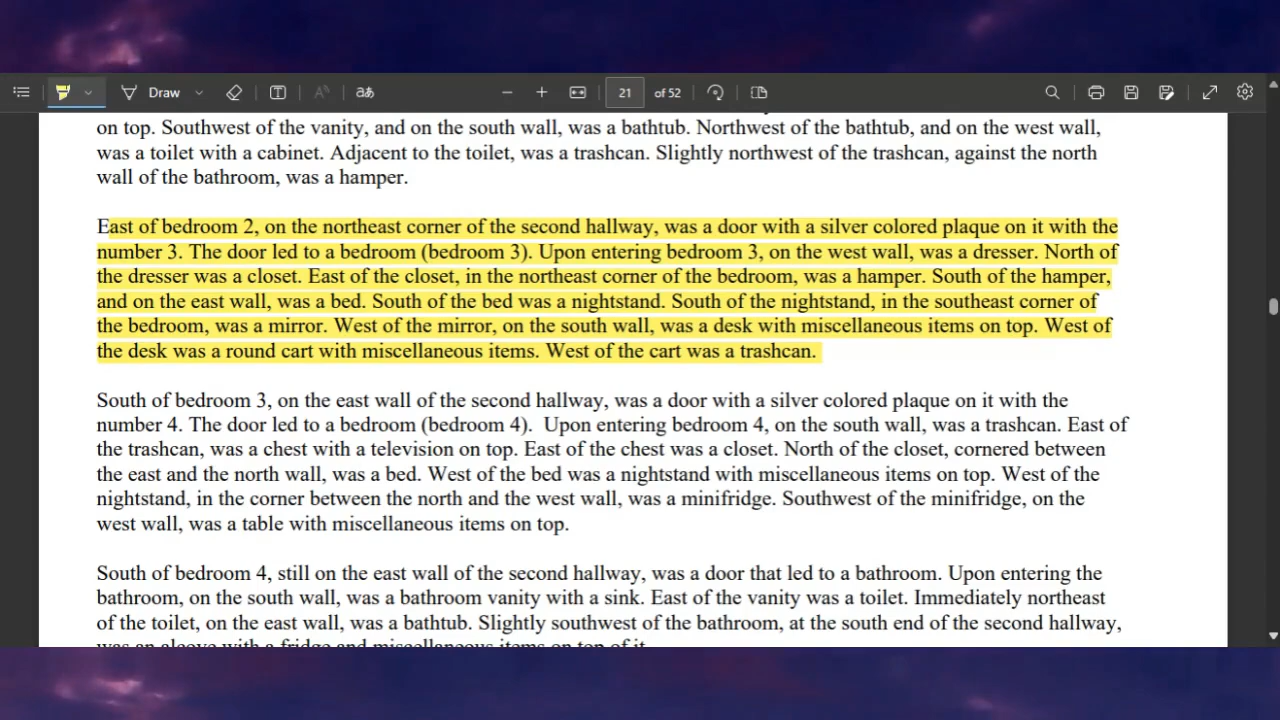 Draw
21
of 52
on top. Southwest of the vanity, and on the south wall, was a bathtub. Northwest of the bathtub, and on the west wall,
was a toilet with a cabinet. Adjacent to the toilet, was a trashcan. Slightly northwest of the trashcan, against the north
wall of the bathroom, was a hamper.
East of bedroom 2, on the northeast corner of the second hallway, was a door with a silver colored plaque on it with the
number 3. The door led to a bedroom (bedroom 3). Upon entering bedroom 3, on the west wall, was a dresser. North of
the dresser was a closet. East of the closet, in the northeast corner of the bedroom, was a hamper. South of the hamper,
and on the east wall, was a bed. South of the bed was a nightstand. South of the nightstand, in the southeast corner of
the bedroom, was a mirror. West of the mirror, on the south wall, was a desk with miscellaneous items on top. West of
the desk was a round cart with miscellaneous items. West of the cart was a trashcan.
South of bedroom 3, on the east wall of the second hallway, was a door with a silver colored plaque on it with the
number 4. The door led to a bedroom (bedroom 4).  Upon entering bedroom 4, on the south wall, was a trashcan. East of
the trashcan, was a chest with a television on top. East of the chest was a closet. North of the closet, cornered between
the east and the north wall, was a bed. West of the bed was a nightstand with miscellaneous items on top. West of the
nightstand, in the corner between the north and the west wall, was a minifridge. Southwest of the minifridge, on the
west wall, was a table with miscellaneous items on top.
South of bedroom 4, still on the east wall of the second hallway, was a door that led to a bathroom. Upon entering the
bathroom, on the south wall, was a bathroom vanity with a sink. East of the vanity was a toilet. Immediately northeast
of the toilet, on the east wall, was a bathtub. Slightly southwest of the bathroom, at the south end of the second hallway,
was an alcove with a fridge and miscellaneous items on top of it.